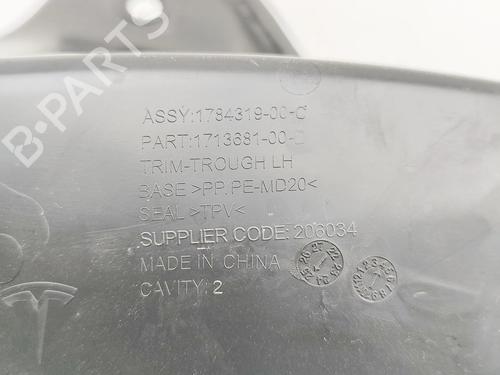 ASSY:1784319-00-C
PART:1713681-00-
TRIM-TROUGH LH
BASE >PP.PE-MD20<
SEAL >TPV<
SUPPLIER CODE: 206034
MADE IN CHINA
CAVITY: 2
B-PARTS